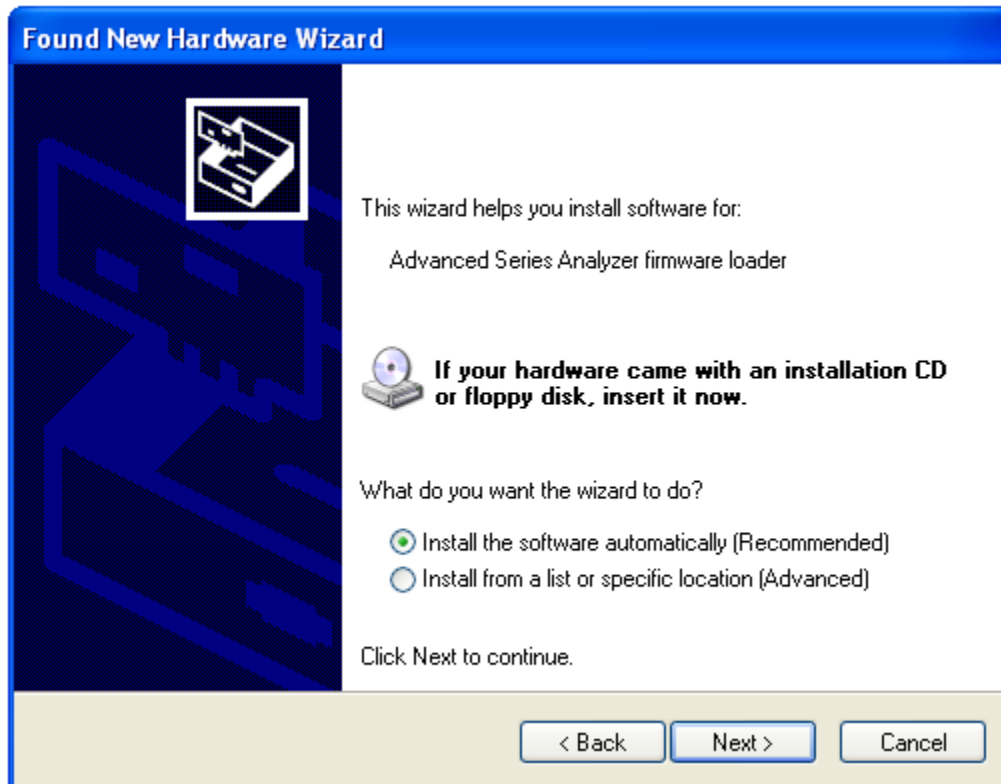 Found New Hardware Wizard
This wizard helps you install software for:
Advanced Series Analyzer firmware loader
If your hardware came with an installation CD
or floppy disk, insert it now.
What do you want the wizard to do?
Install the software automatically (Recommended)
Install from a list or specific location (Advanced)
Click Next to continue.
< Back
Next >
Cancel